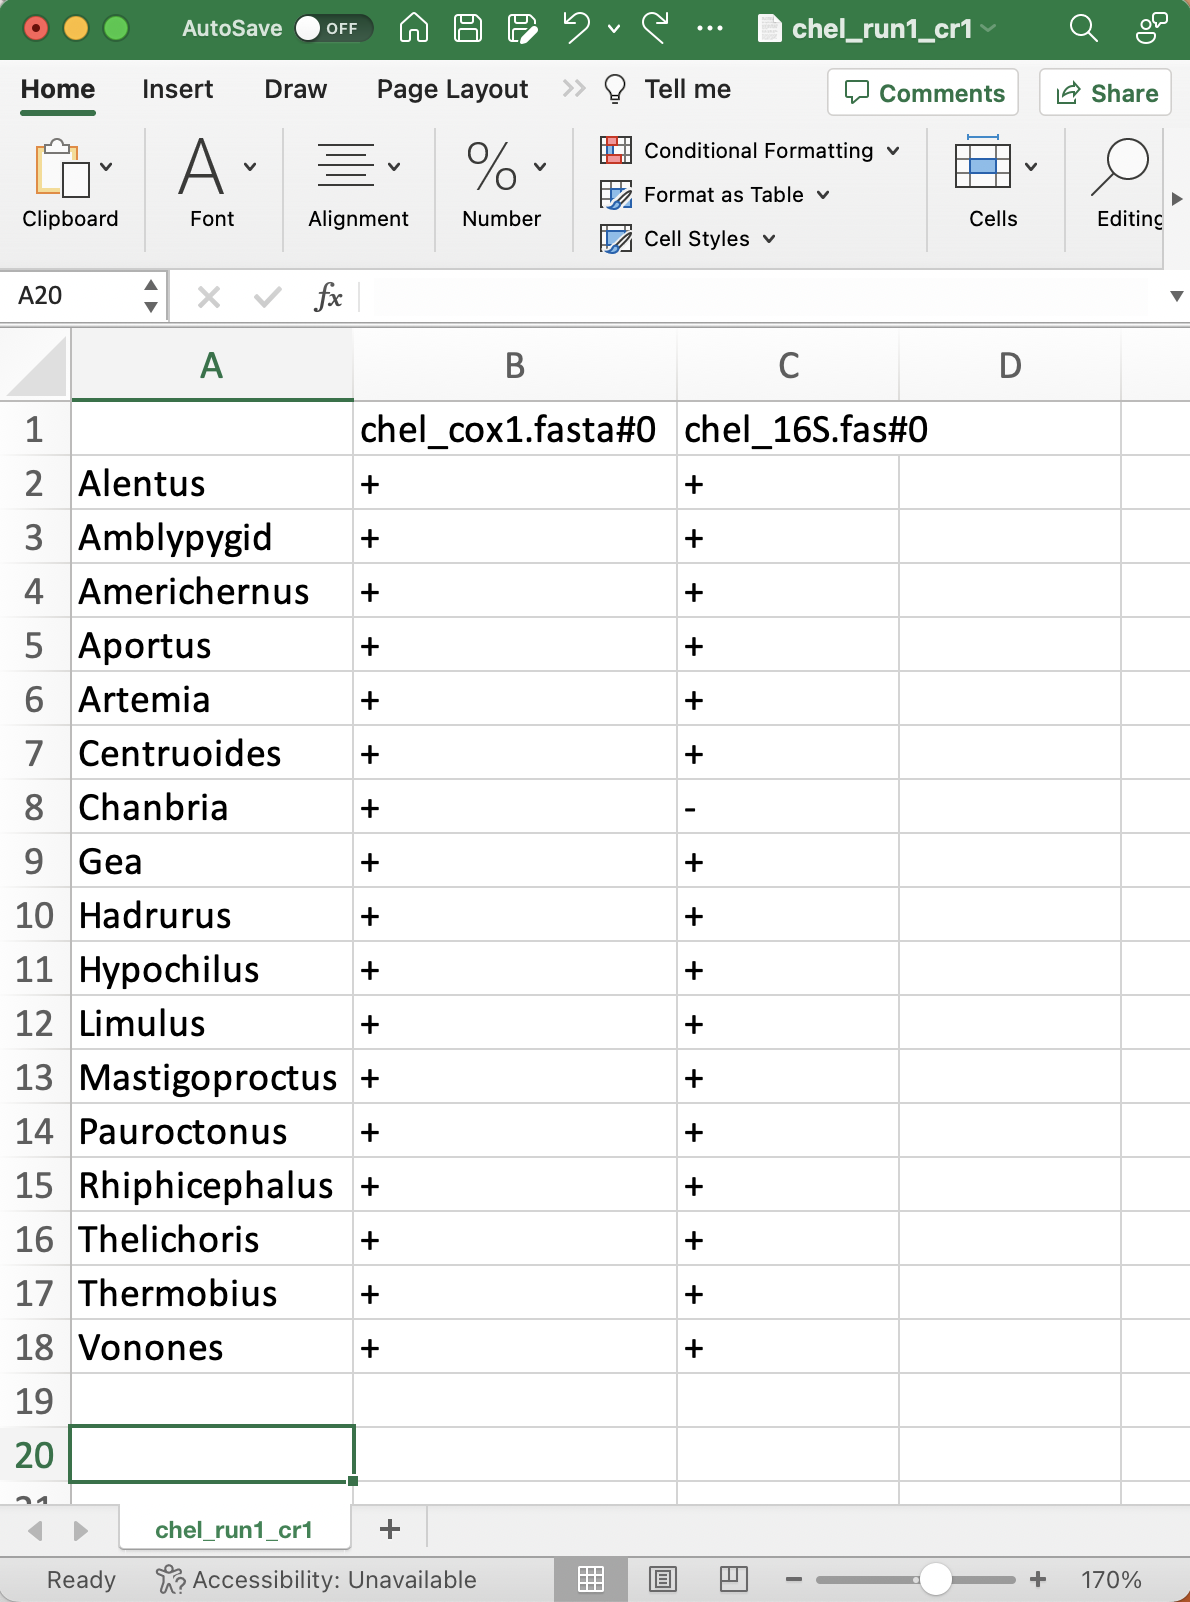 AutoSave OFF chel_run1_cr1
Home Insert Draw Page Layout Tell me Comments Share
Clipboard Font Alignment Number Conditional Formatting Format as Table Cell Styles Cells Editing
A20 fx
A B C D
1 chel_cox1.fasta#0 chel_16S.fas#0
2 Alentus + +
3 Amblypygid + +
4 Americhernus + +
5 Aportus + +
6 Artemia + +
7 Centruoides + +
8 Chanbria + -
9 Gea + +
10 Hadrurus + +
11 Hypochilus + +
12 Limulus + +
13 Mastigoproctus + +
14 Pauroctonus + +
15 Rhiphicephalus + +
16 Thelichoris + +
17 Thermobius + +
18 Vonones + +
19
20
21
chel_run1_cr1 +
Ready Accessibility: Unavailable 170%